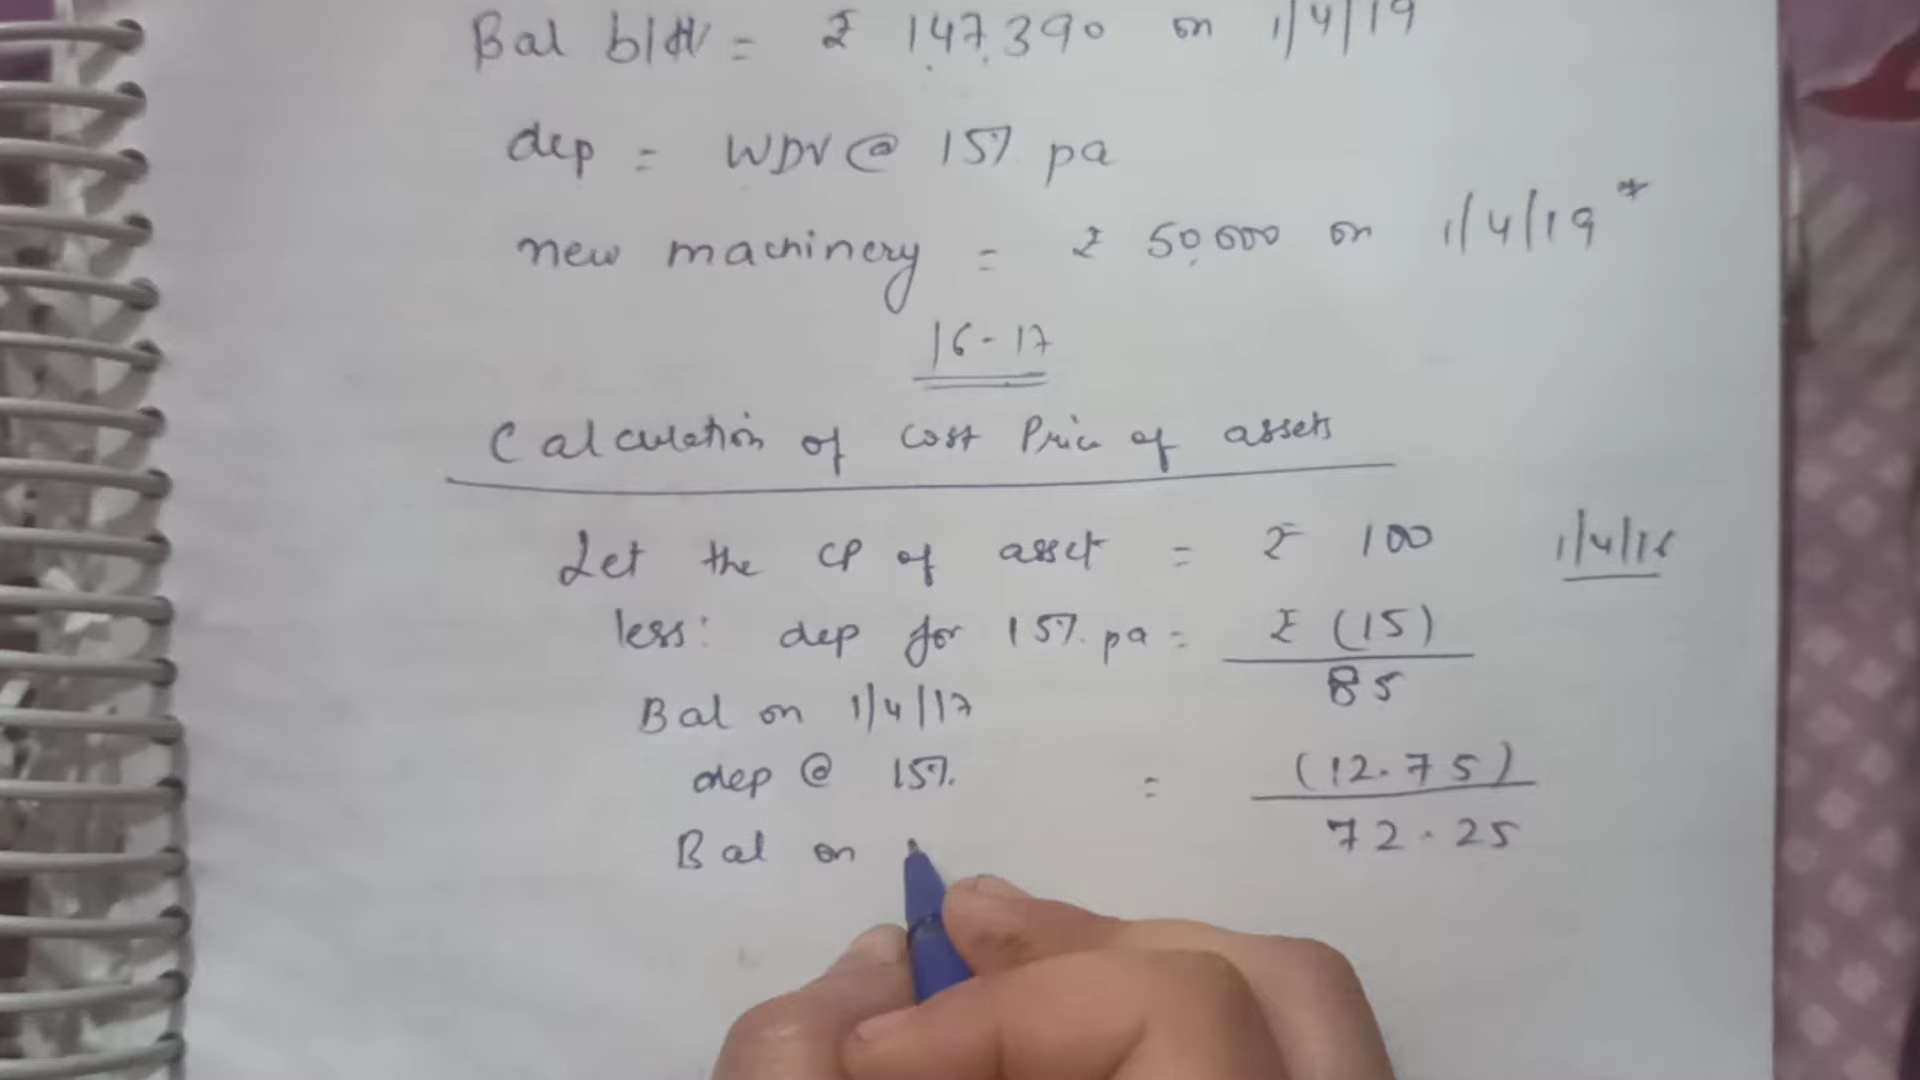 Bal b/d = ₹ 147,390 on 1/4/19
dep = WDV @ 15% pa
new machinery = ₹ 50,000 on 1/4/19 *
16-17
Calculation of cost Price of assets
Let the CP of asset = ₹ 100 1/4/16
less: dep for 15% pa = ₹ (15)
85
Bal on 1/4/17
dep @ 15% = (12.75)
Bal on 72.25